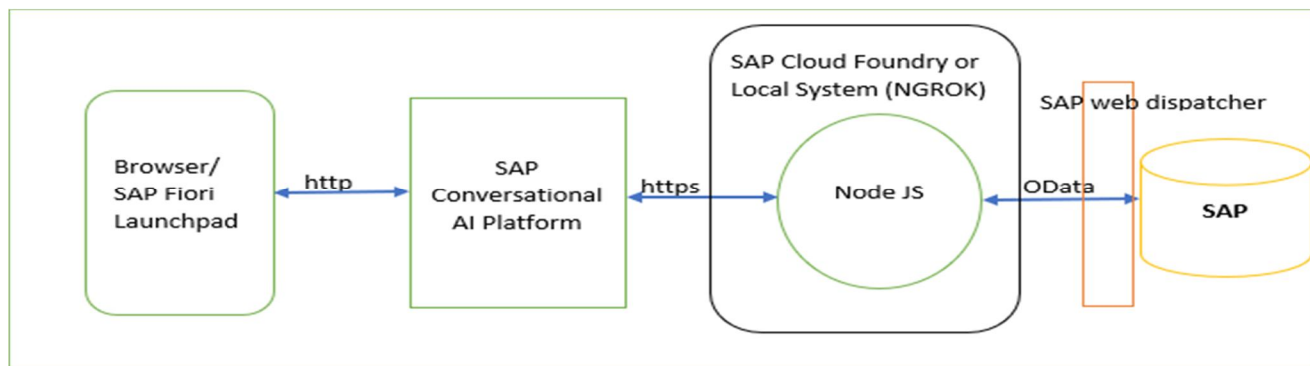 Browser/
SAP Fiori
Launchpad
http
SAP
Conversational
AI Platform
https
SAP Cloud Foundry or
Local System (NGROK)
Node JS
OData
SAP web dispatcher
SAP